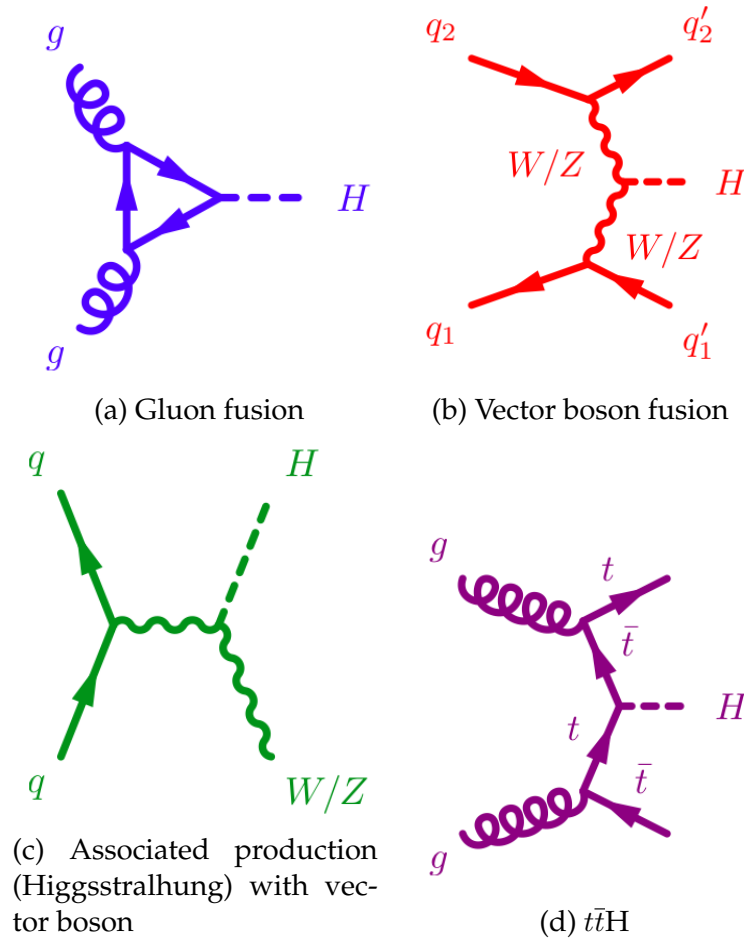 g
H
g
(a) Gluon fusion
q₂
q′₂
W/Z
H
W/Z
q₁
q′₁
(b) Vector boson fusion
q
H
q
W/Z
(c) Associated production
(Higgsstralhung) with vec-
tor boson
g
t
t̄
H
t
t̄
g
(d) tt̄H